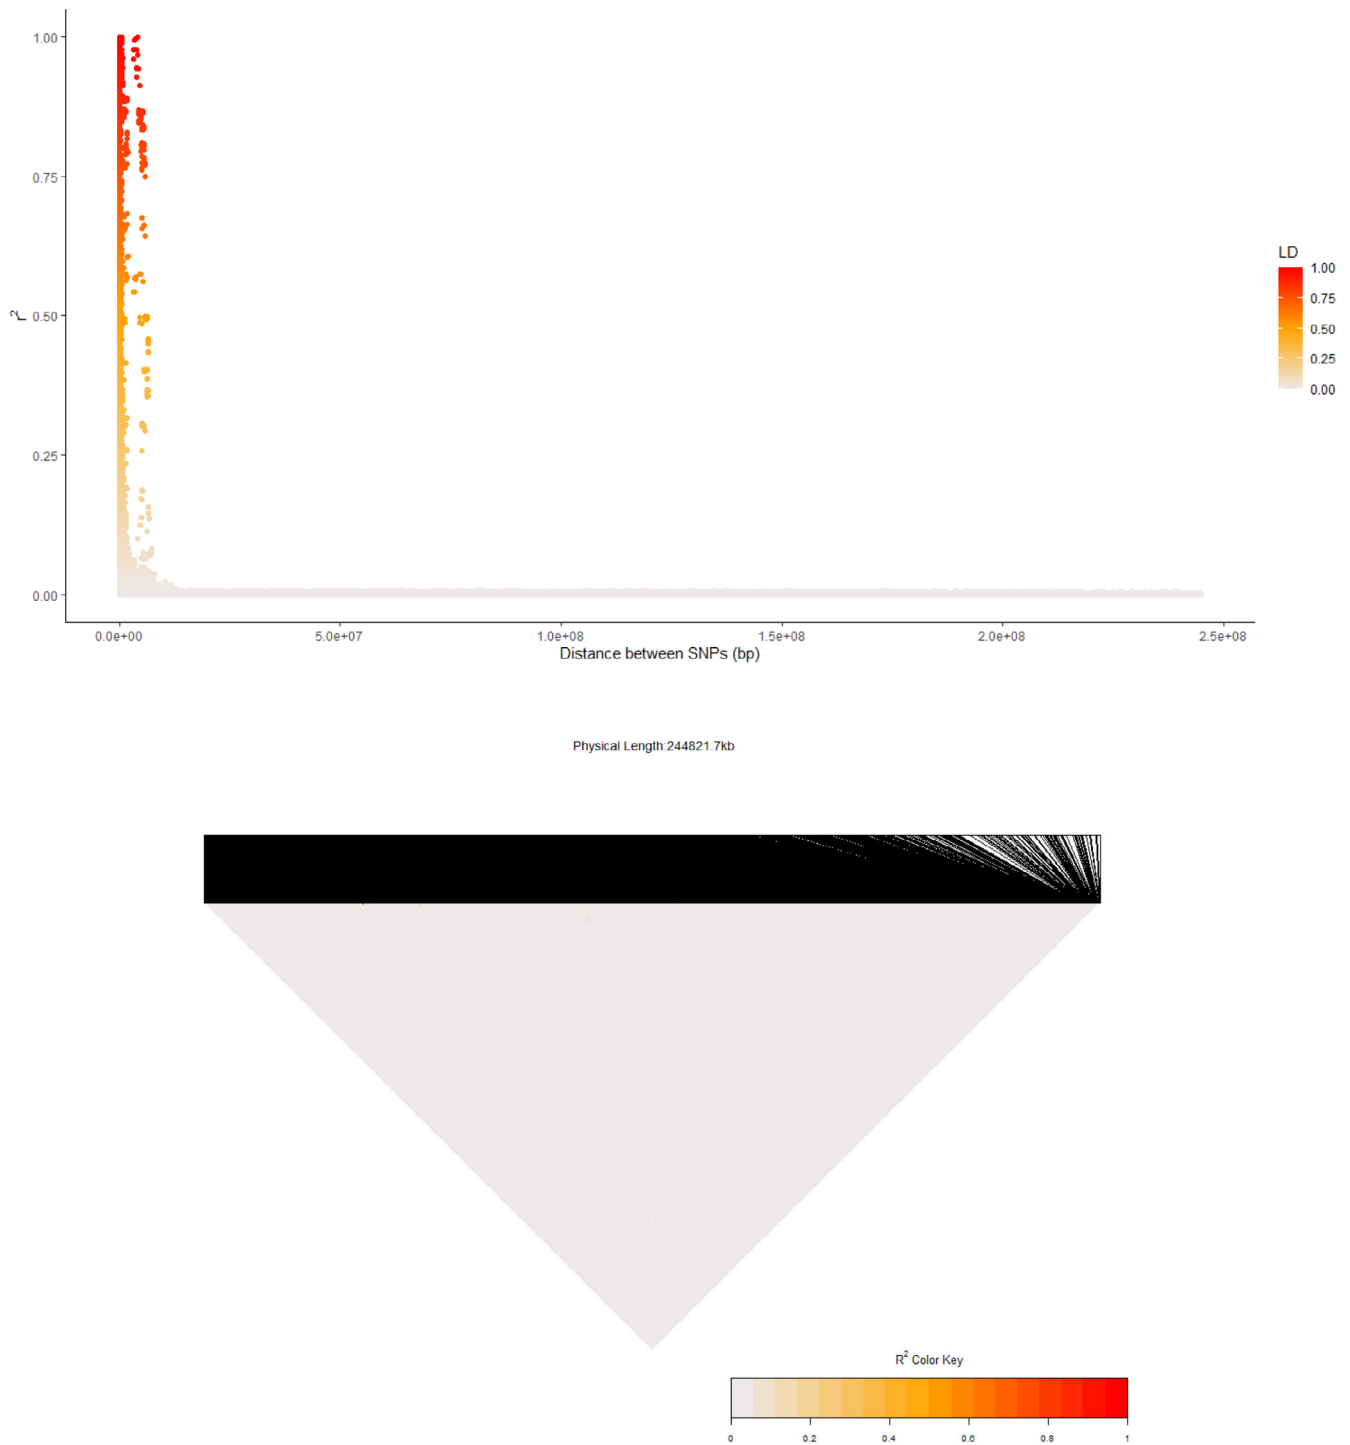 1.00
0.75
0.50
0.25
0.00
r²
0.0e+00 5.0e+07 1.0e+08 1.5e+08 2.0e+08 2.5e+08
Distance between SNPs (bp)
LD
1.00
0.75
0.50
0.25
0.00
Physical Length:244821.7kb
R² Color Key
0 0.2 0.4 0.6 0.8 1